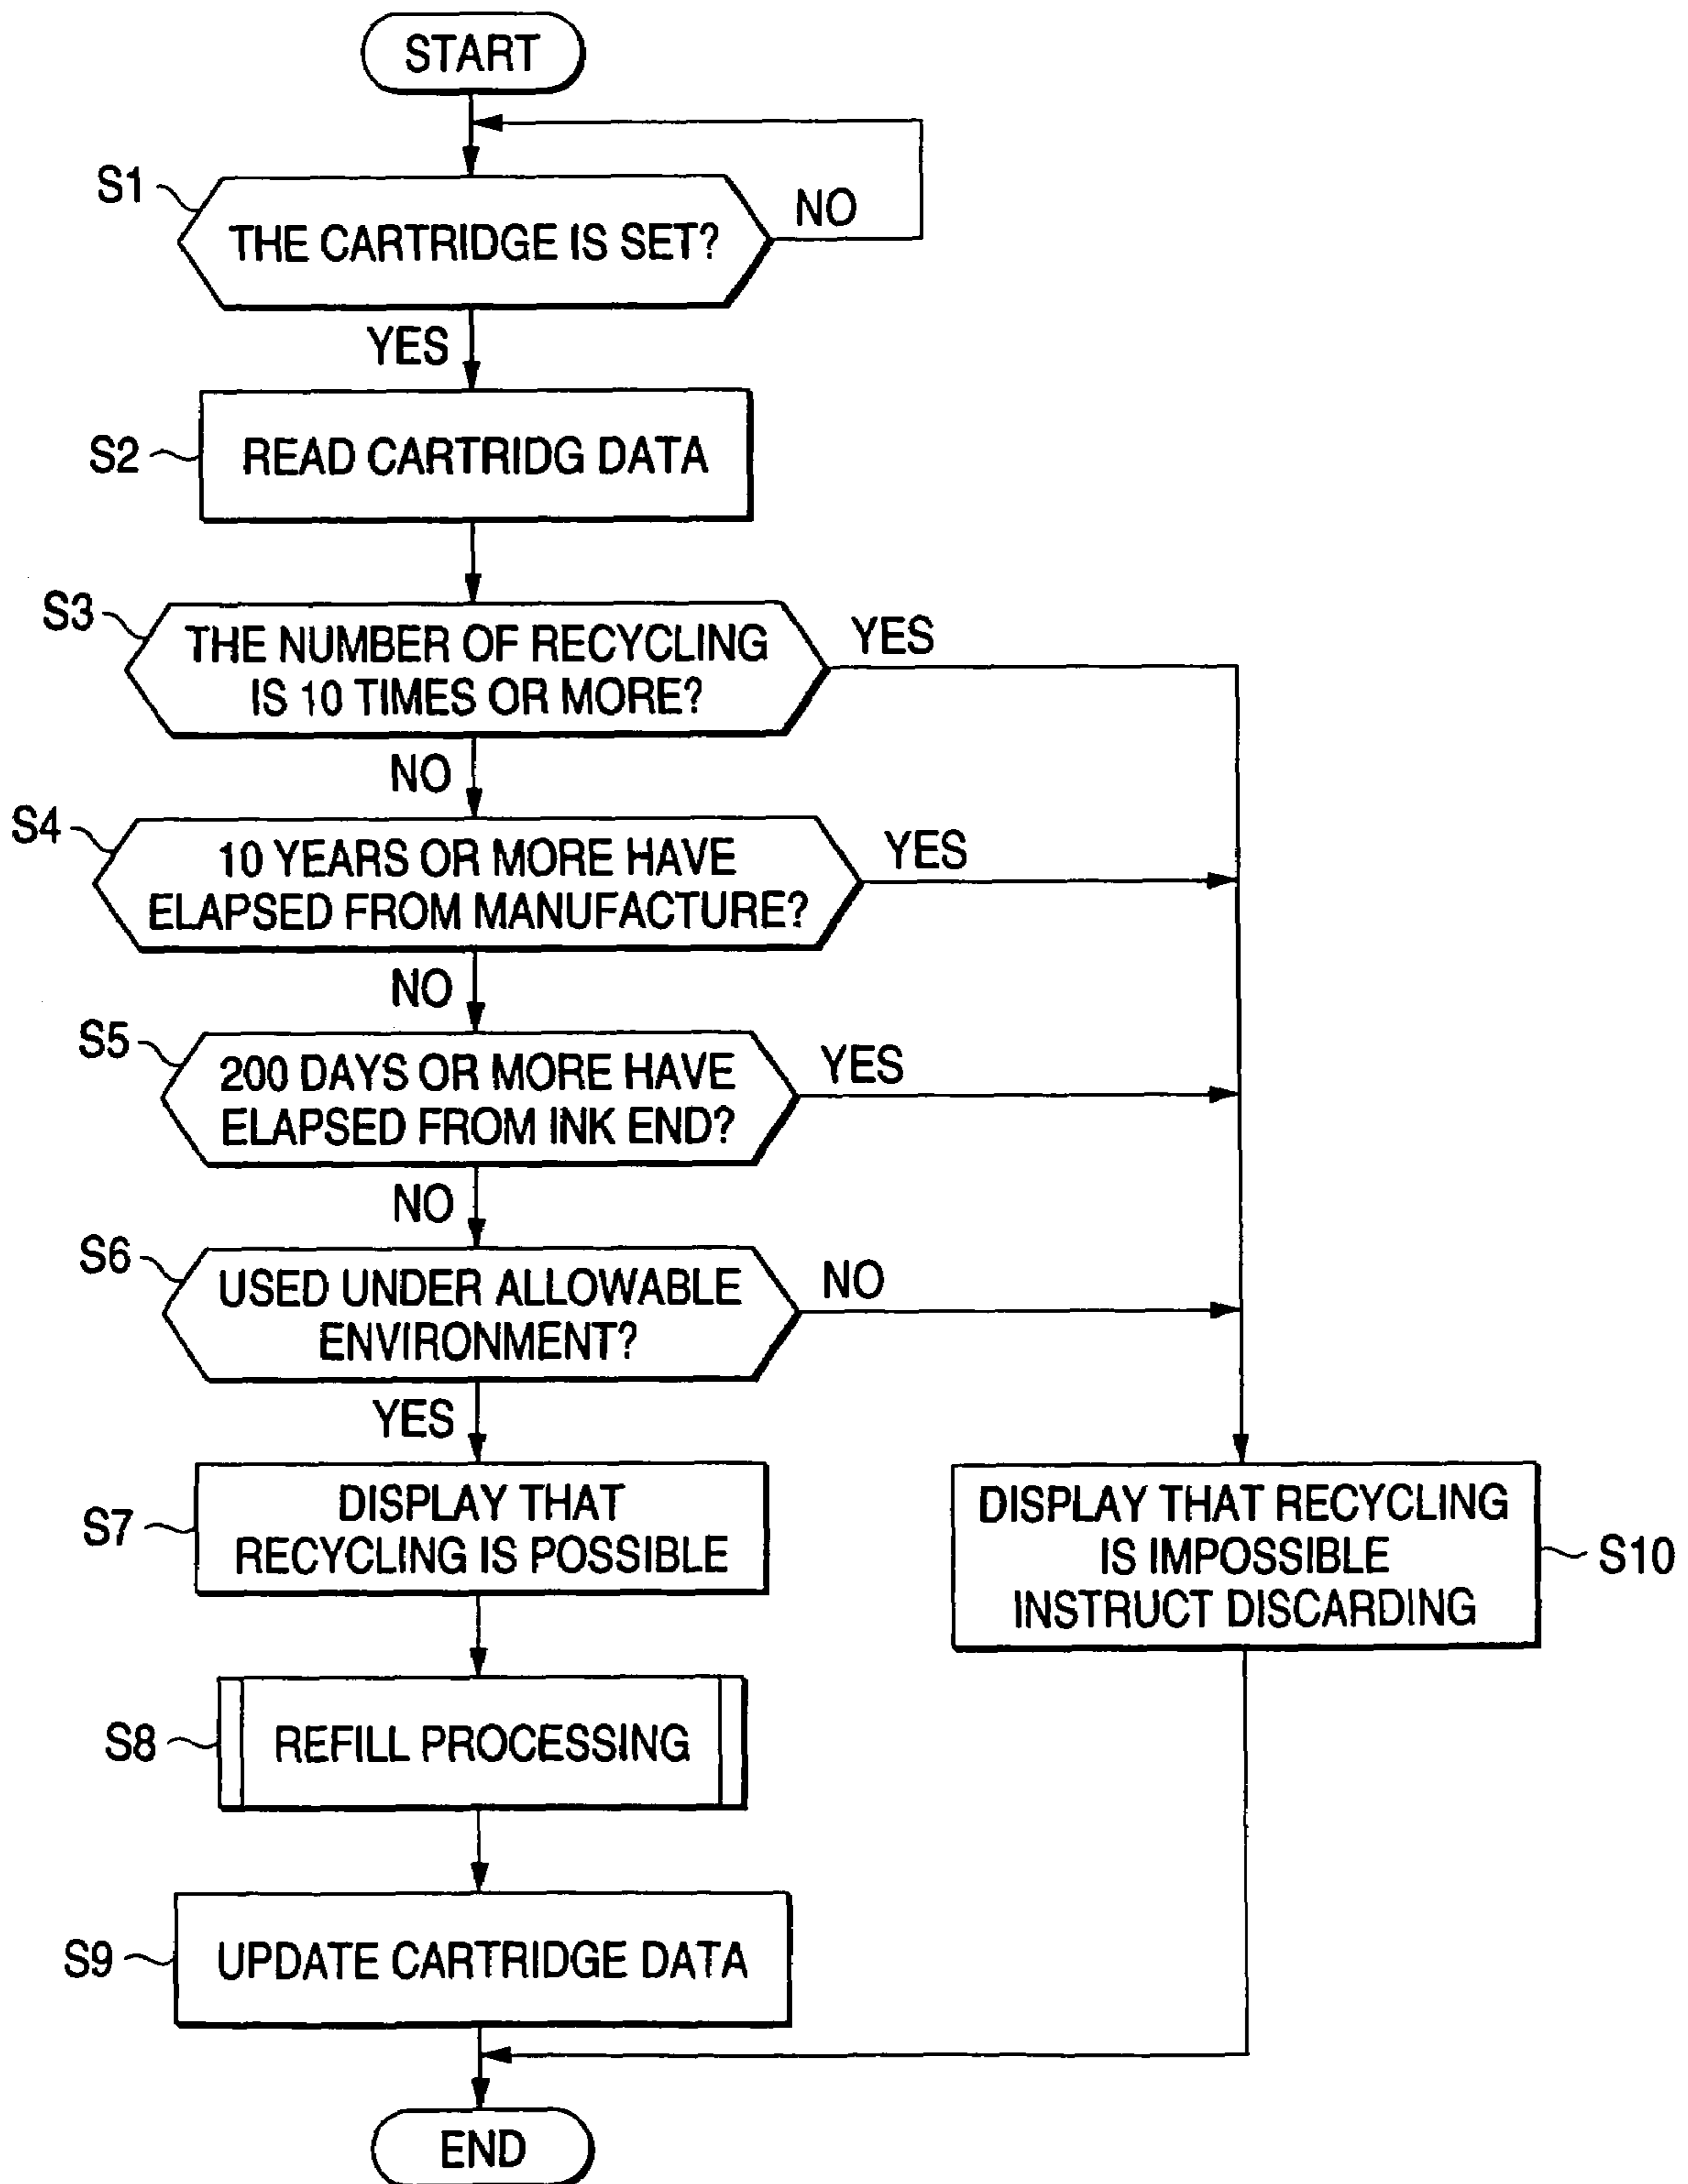 START
S1
THE CARTRIDGE IS SET?
NO
YES
S2
READ CARTRIDG DATA
S3
THE NUMBER OF RECYCLING
IS 10 TIMES OR MORE?
YES
NO
S4
10 YEARS OR MORE HAVE
ELAPSED FROM MANUFACTURE?
YES
NO
S5
200 DAYS OR MORE HAVE
ELAPSED FROM INK END?
YES
NO
S6
USED UNDER ALLOWABLE
ENVIRONMENT?
NO
YES
S7
DISPLAY THAT
RECYCLING IS POSSIBLE
DISPLAY THAT RECYCLING
IS IMPOSSIBLE
INSTRUCT DISCARDING
S10
S8
REFILL PROCESSING
S9
UPDATE CARTRIDGE DATA
END